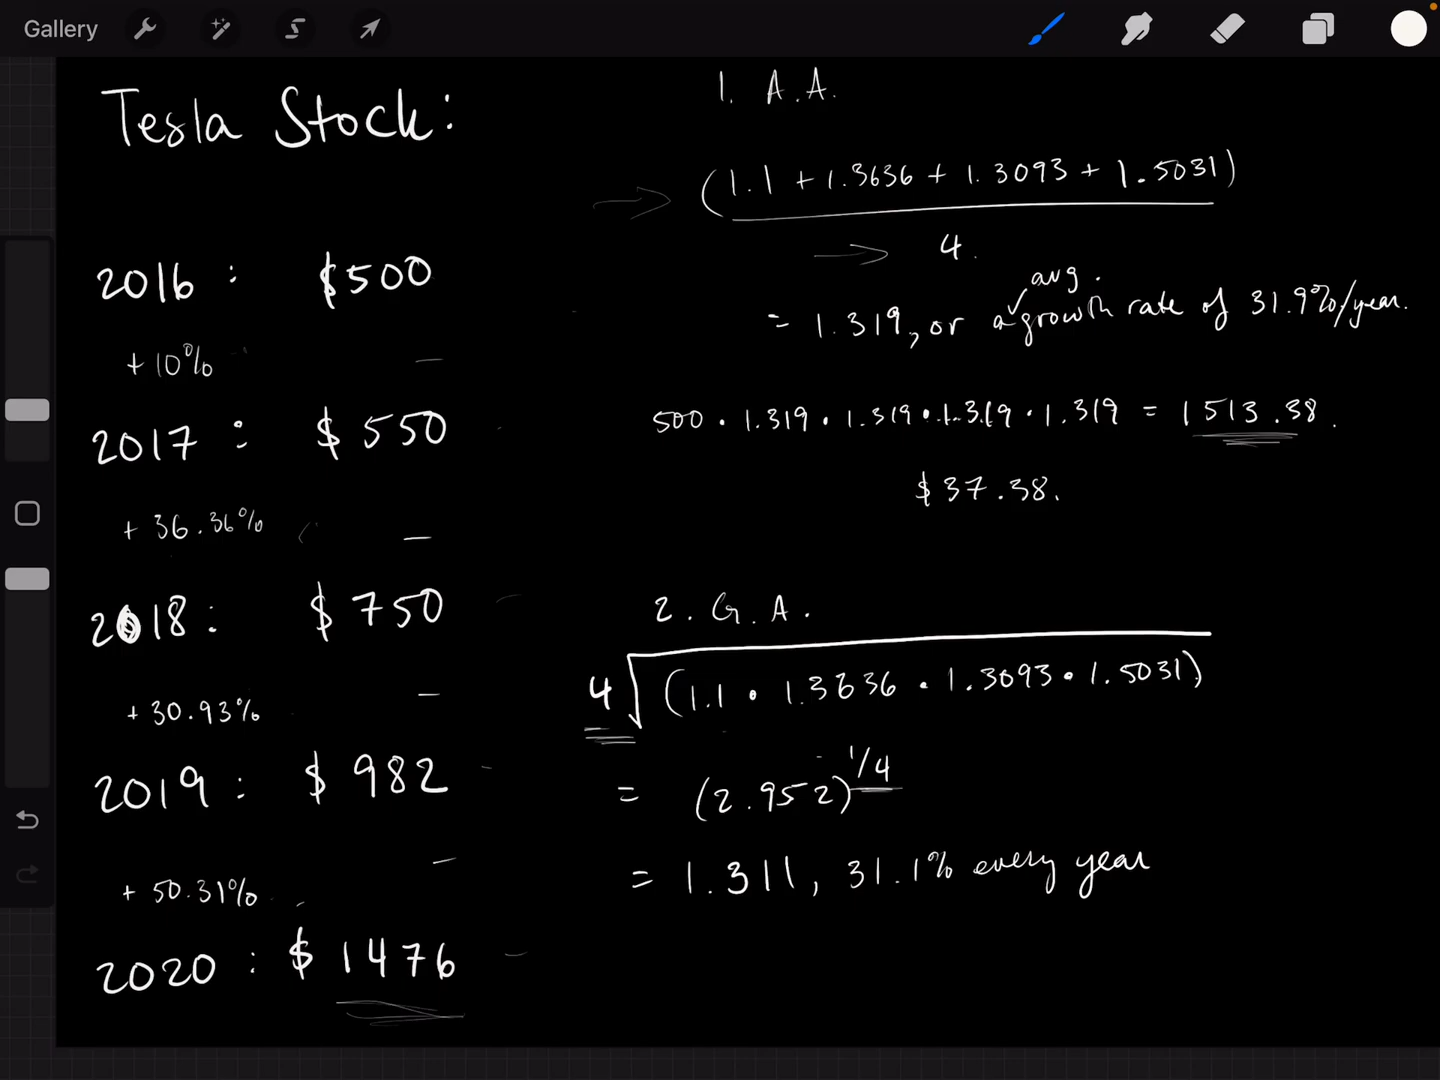 Gallery
Tesla Stock:
2016 : $500
+10%
2017 : $550
+ 36.36%
2018 : $750
+ 30.93%
2019 : $982
+ 50.31%
2020 : $1476
1. A.A.
(1.1 + 1.3636 + 1.3093 + 1.5031)
4.
avg.
= 1.319, or a growth rate of 31.9%/year.
500 · 1.319 · 1.319 · 1.319 · 1.319 = 1513.38.
$37.38.
2. G.A.
4√(1.1 · 1.3636 · 1.3093 · 1.5031)
= (2.952)^1/4
= 1.311, 31.1% every year